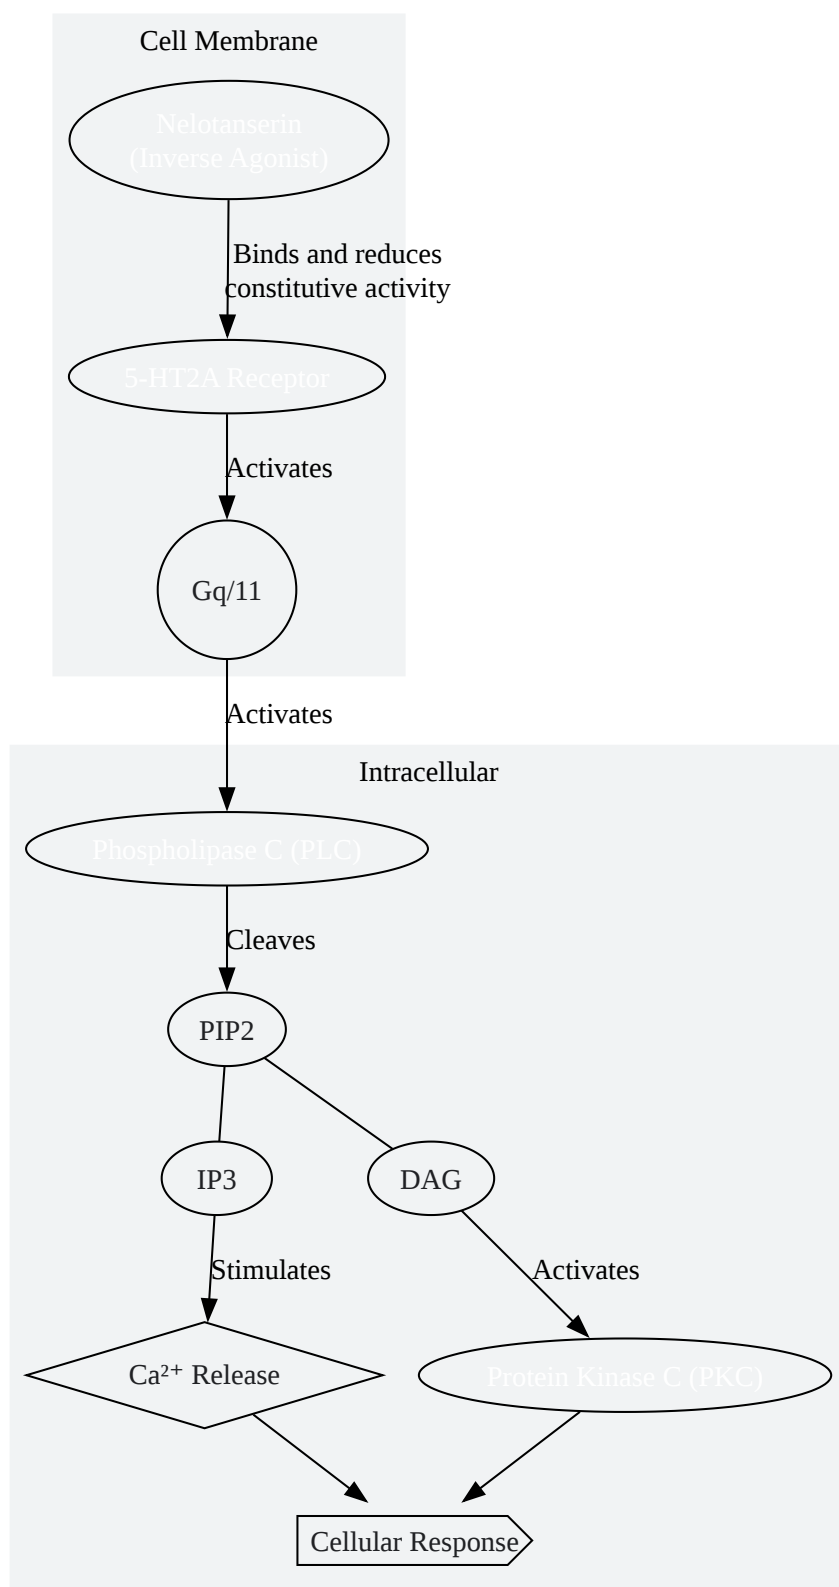 Cell Membrane
Nelotanserin
(Inverse Agonist)
Binds and reduces
constitutive activity
5-HT2A Receptor
Activates
Gq/11
Activates
Intracellular
Phospholipase C (PLC)
Cleaves
PIP2
IP3
DAG
Stimulates
Activates
Ca²⁺ Release
Protein Kinase C (PKC)
Cellular Response